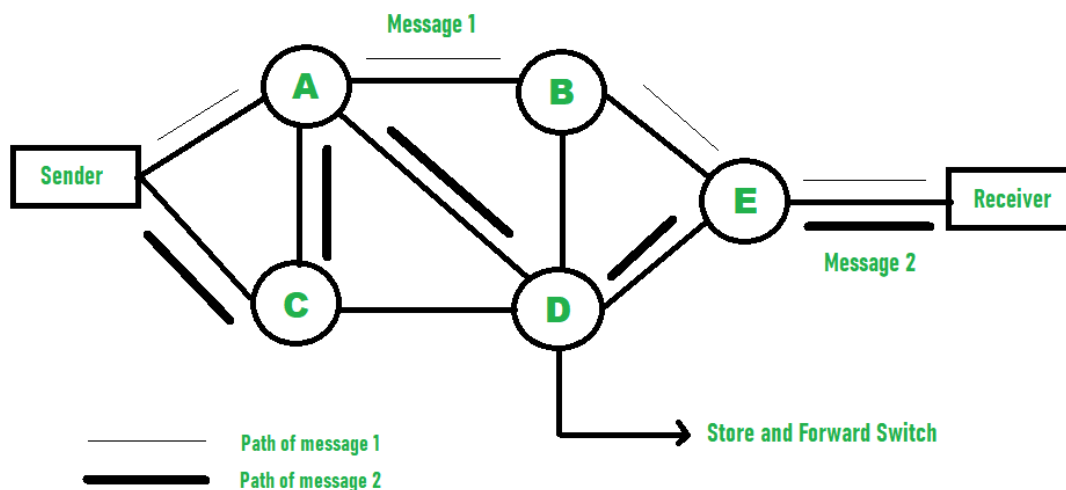 Message 1
A
B
Sender
E
Receiver
Message 2
C
D
Store and Forward Switch
Path of message 1
Path of message 2